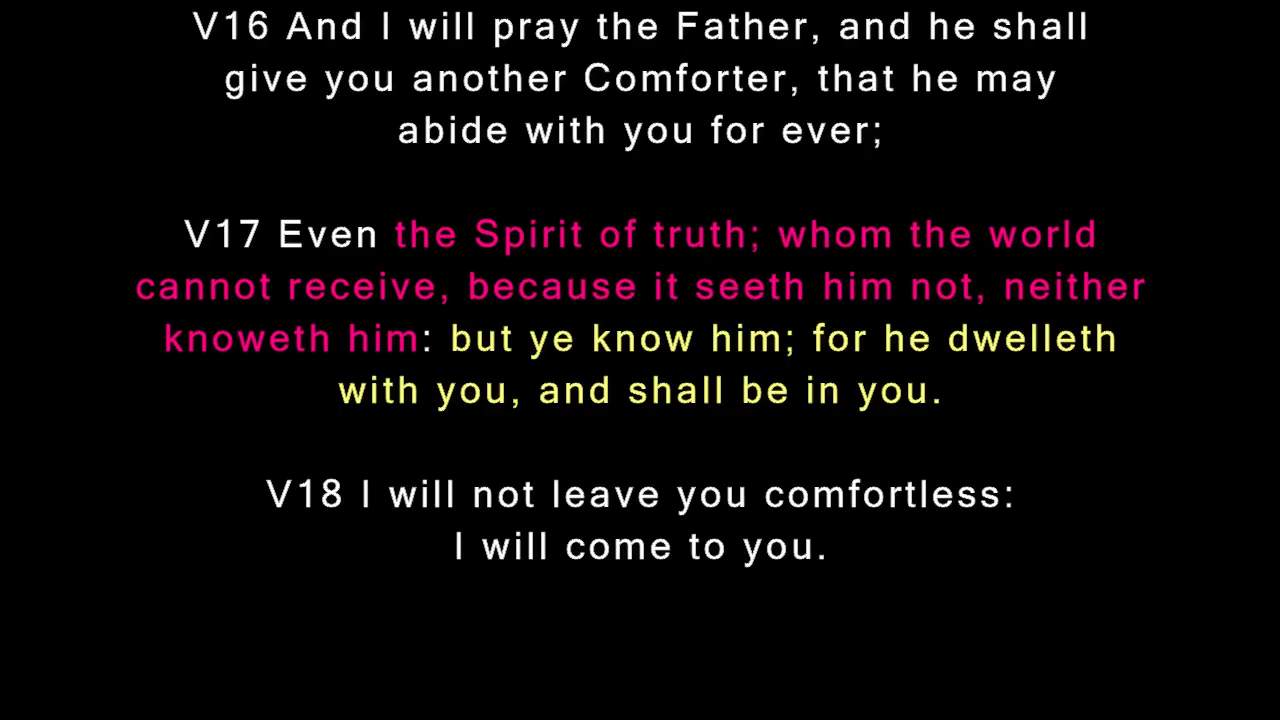 V16 And I will pray the Father, and he shall
give you another Comforter, that he may
abide with you for ever;
V17 Even the Spirit of truth; whom the world
cannot receive, because it seeth him not, neither
knoweth him: but ye know him; for he dwelleth
with you, and shall be in you.
V18 I will not leave you comfortless:
I will come to you.